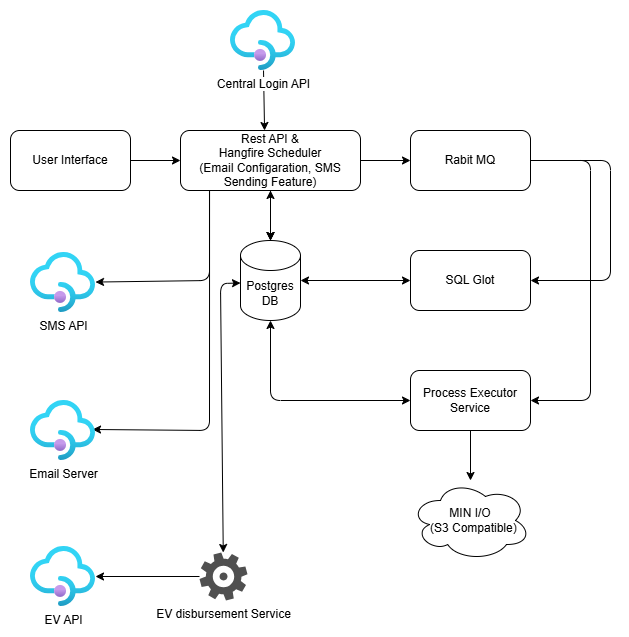 Central Login API
User Interface
Rest API &
Hangfire Scheduler
(Email Configaration, SMS
Sending Feature)
Rabit MQ
Postgres
DB
SQL Glot
SMS API
Process Executor
Service
Email Server
MIN I/O
(S3 Compatible)
EV API
EV disbursement Service